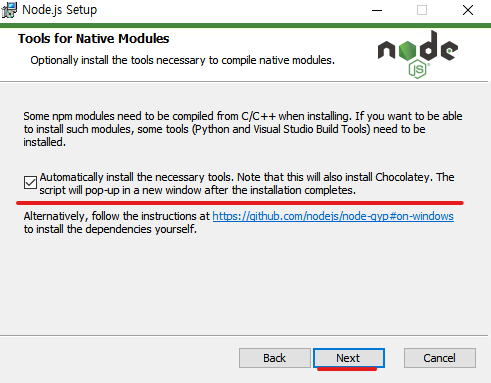 Node.js Setup
Tools for Native Modules
Optionally install the tools necessary to compile native modules.
node
JS
Some npm modules need to be compiled from C/C++ when installing. If you want to be able
to install such modules, some tools (Python and Visual Studio Build Tools) need to be
installed.
Automatically install the necessary tools. Note that this will also install Chocolatey. The
script will pop-up in a new window after the installation completes.
Alternatively, follow the instructions at https://github.com/nodejs/node-gyp#on-windows
to install the dependencies yourself.
Back Next Cancel